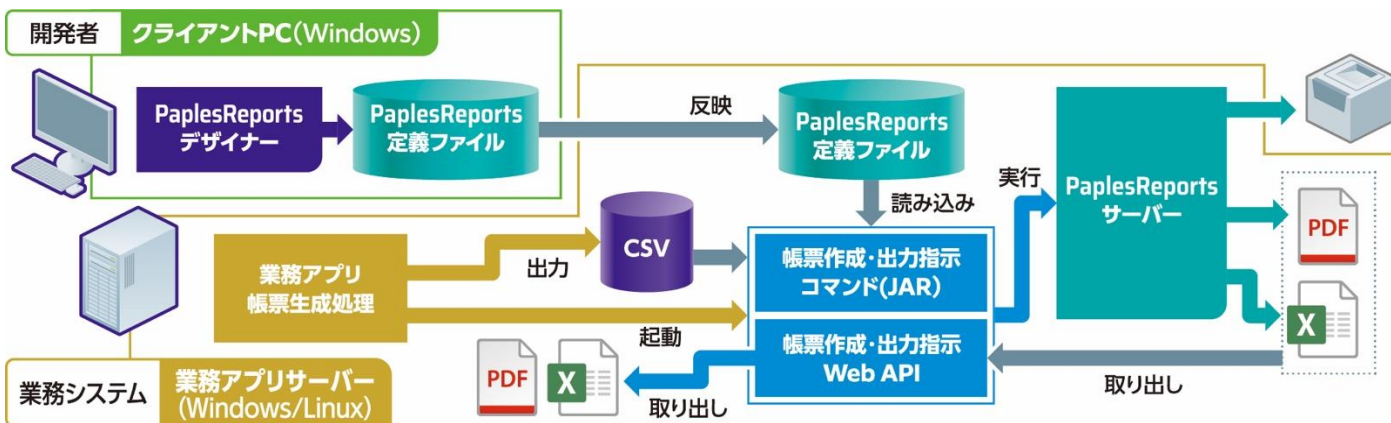 開発者 クライアントPC(Windows)
PaplesReports
デザイナー
PaplesReports
定義ファイル
反映
PaplesReports
定義ファイル
読み込み
実行
PaplesReports
サーバー
PDF
X
業務アプリ
帳票生成処理
出力
CSV
起動
帳票作成・出力指示
コマンド(JAR)
帳票作成・出力指示
Web API
取り出し
PDF
X
取り出し
業務システム
業務アプリサーバー
(Windows/Linux)